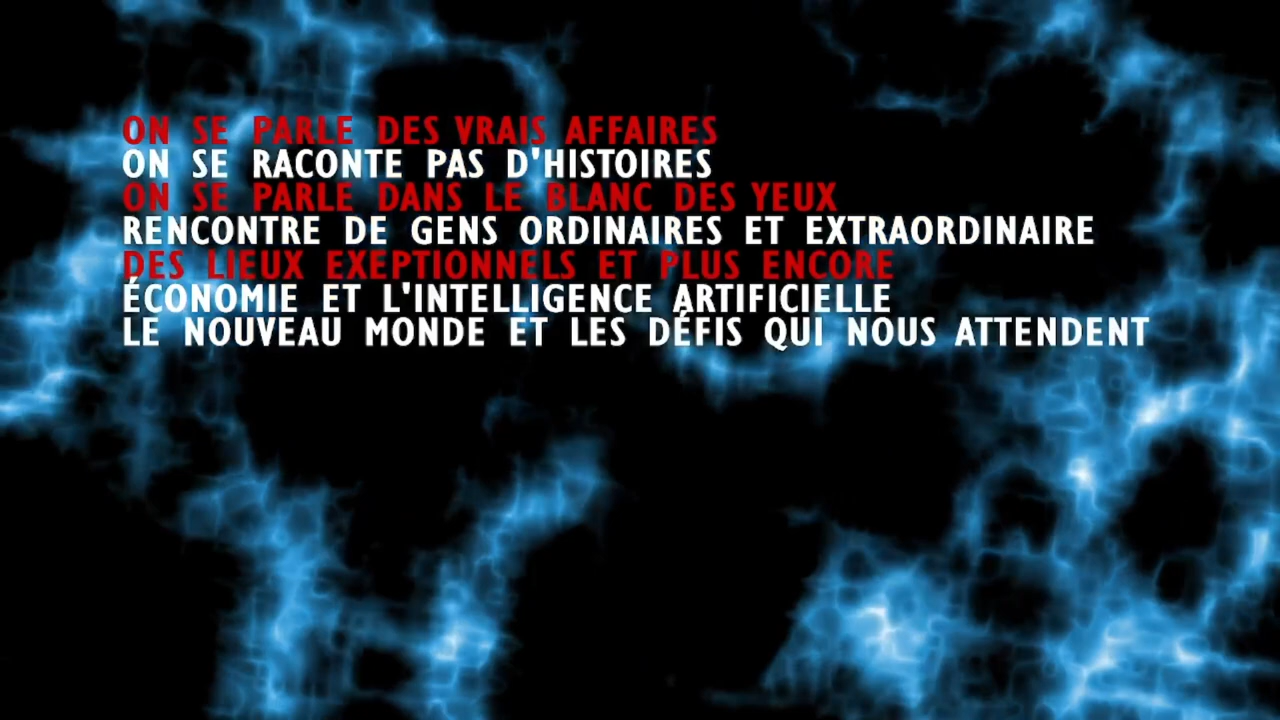 ON SE PARLE DES VRAIS AFFAIRES
ON SE RACONTE PAS D'HISTOIRES
ON SE PARLE DANS LE BLANC DES YEUX
RENCONTRE DE GENS ORDINAIRES ET EXTRAORDINAIRE
DES LIEUX EXEPTIONNELS ET PLUS ENCORE
ÉCONOMIE ET L'INTELLIGENCE ARTIFICIELLE
LE NOUVEAU MONDE ET LES DÉFIS QUI NOUS ATTENDENT